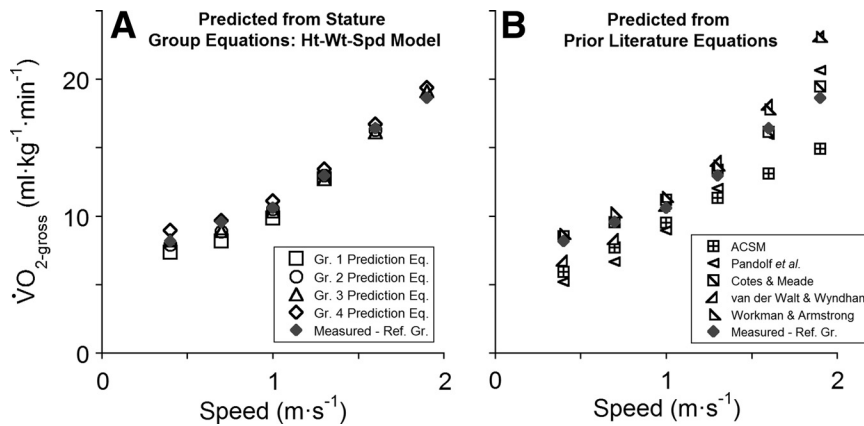 A
Predicted from Stature
Group Equations: Ht-Wt-Spd Model
V̇O2-gross (ml·kg⁻¹·min⁻¹)
20
10
0
0
1
2
Speed (m·s⁻¹)
Gr. 1 Prediction Eq.
Gr. 2 Prediction Eq.
Gr. 3 Prediction Eq.
Gr. 4 Prediction Eq.
Measured - Ref. Gr.
B
Predicted from
Prior Literature Equations
0
1
2
Speed (m·s⁻¹)
ACSM
Pandolf et al.
Cotes & Meade
van der Walt & Wyndham
Workman & Armstrong
Measured - Ref. Gr.